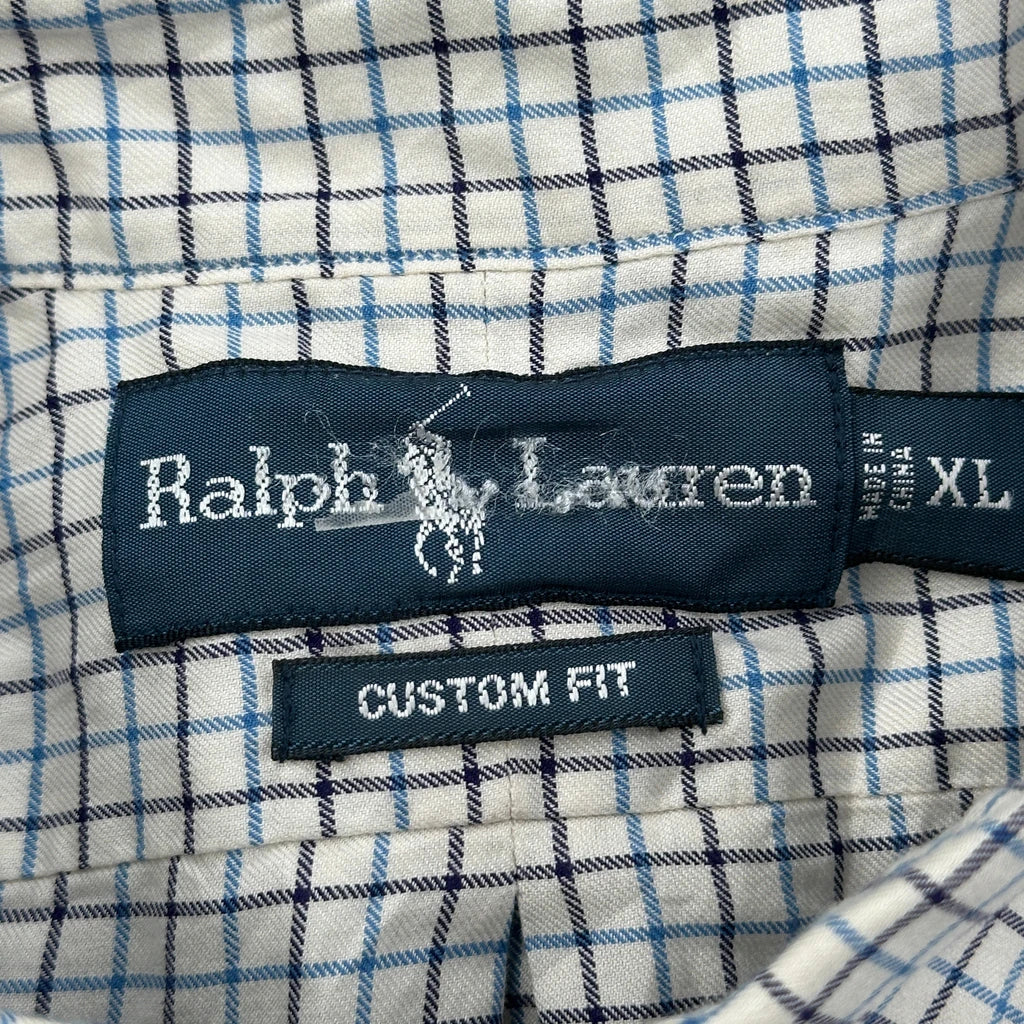 Ralph Lauren
MADE IN
CHINA
XL
CUSTOM FIT